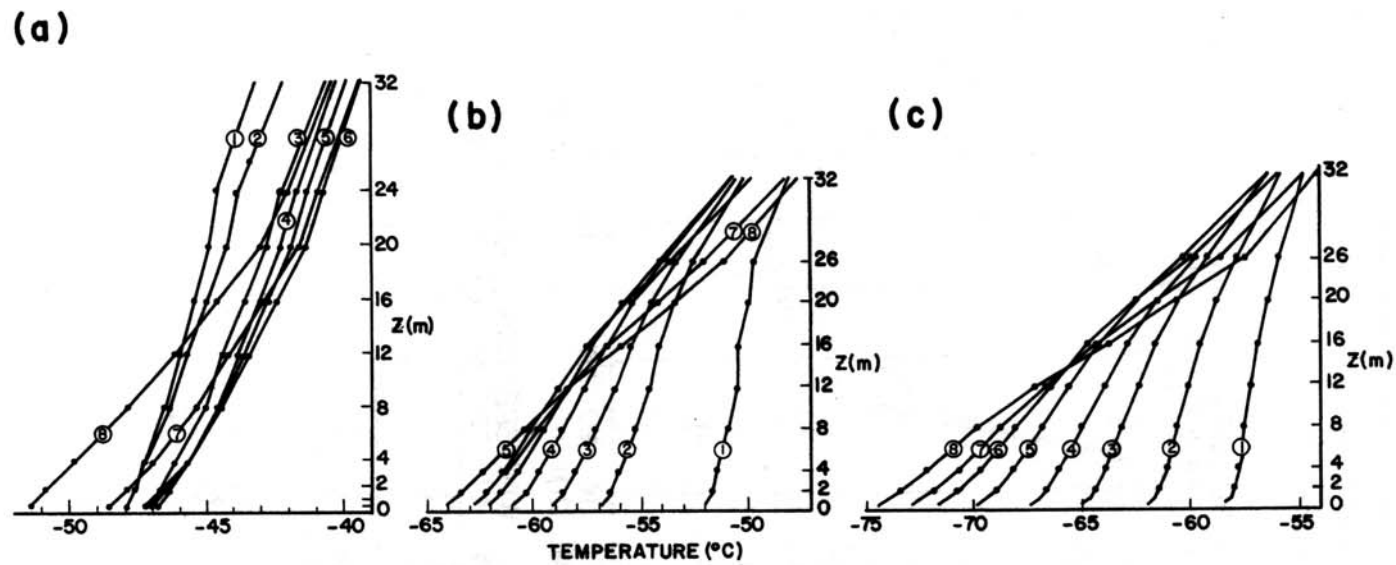 (a)
32
24
20
16
Z(m)
12
8
4
2
0
① ② ③ ⑤ ⑥
④
⑧ ⑦
-50 -45 -40
(b)
32
26
20
16
Z(m)
12
8
4
2
0
⑦ ⑧
⑤ ④ ③ ② ①
-65 -60 -55 -50
TEMPERATURE (°C)
(c)
32
26
20
16
Z(m)
12
8
4
2
0
⑧ ⑦ ⑥ ⑤ ④ ③ ② ①
-75 -70 -65 -60 -55